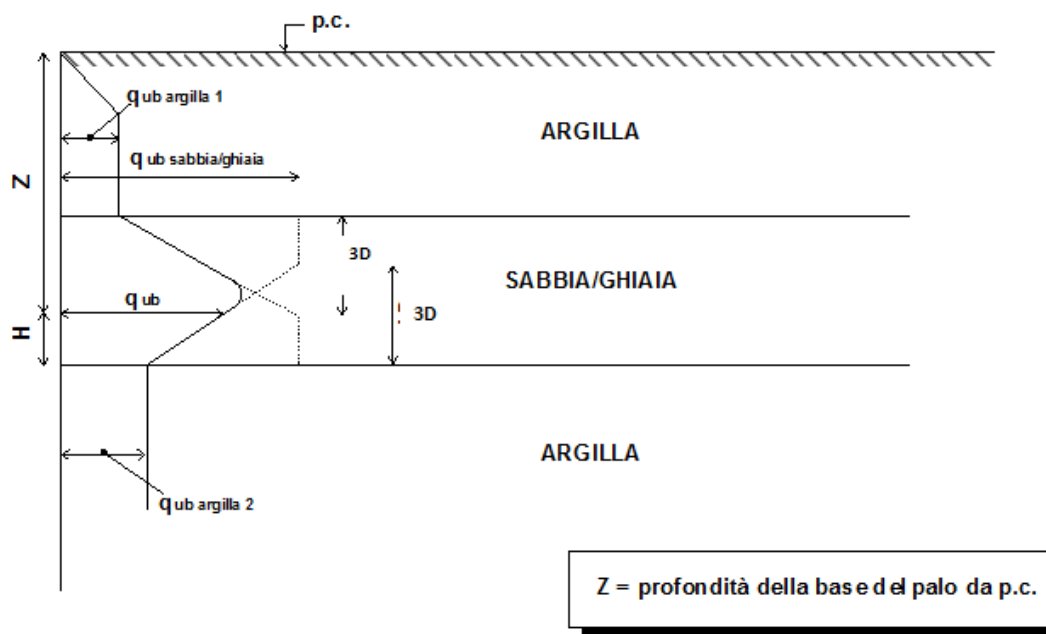 p.c.
q ub argilla 1
ARGILLA
q ub sabbia/ghiaia
Z
3D
SABBIA/GHIAIA
q ub
3D
H
ARGILLA
q ub argilla 2
Z = profondità della base del palo da p.c.